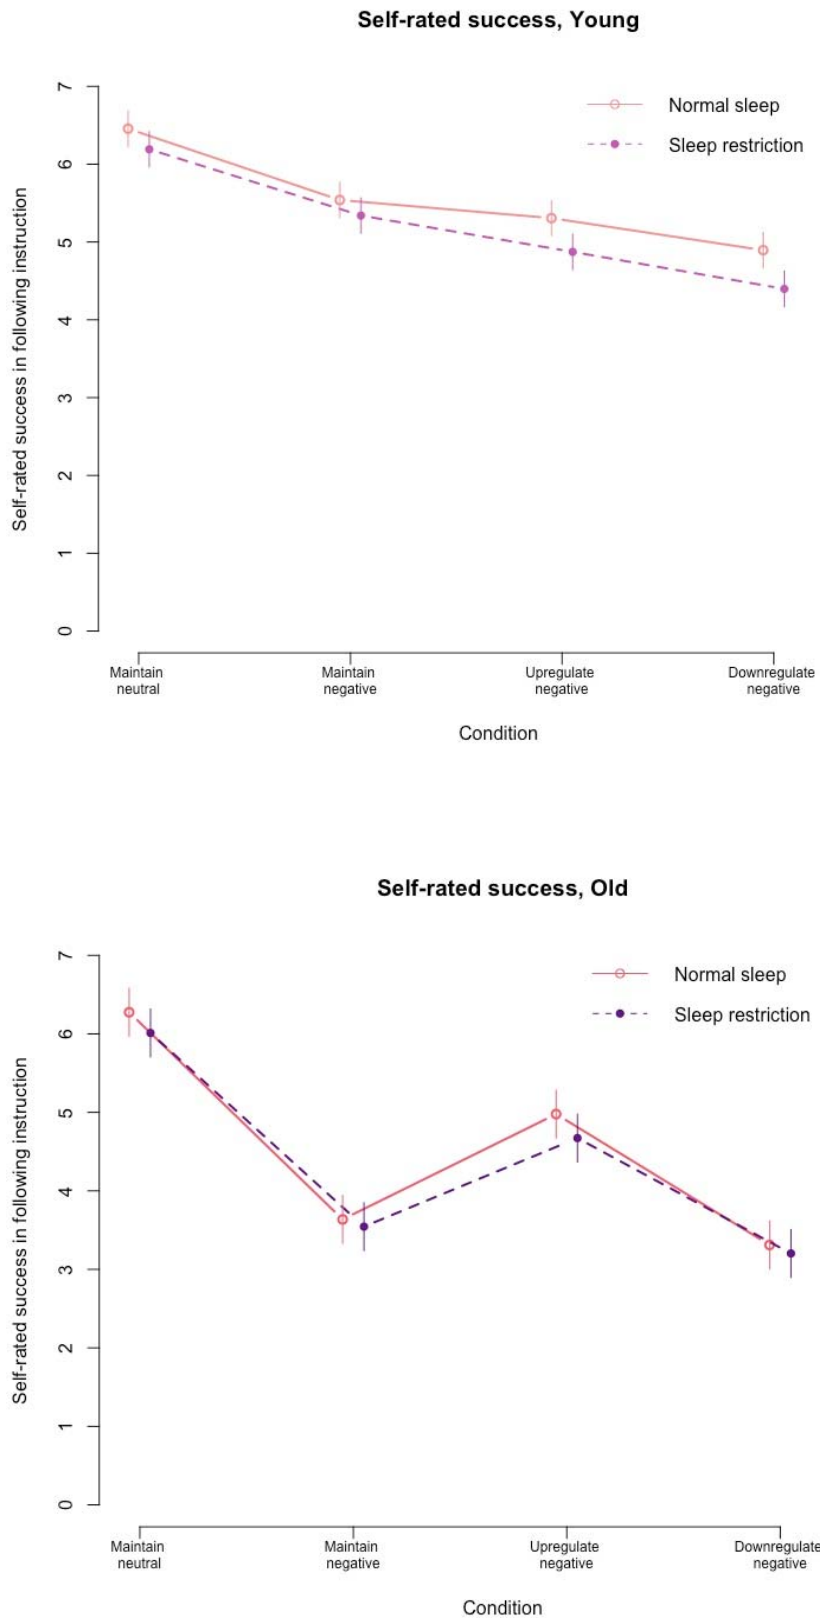 Self-rated success, Young
Normal sleep
Sleep restriction
Self-rated success in following instruction
7
6
5
4
3
2
1
0
Maintain neutral
Maintain negative
Upregulate negative
Downregulate negative
Condition
Self-rated success, Old
Normal sleep
Sleep restriction
Self-rated success in following instruction
7
6
5
4
3
2
1
0
Maintain neutral
Maintain negative
Upregulate negative
Downregulate negative
Condition